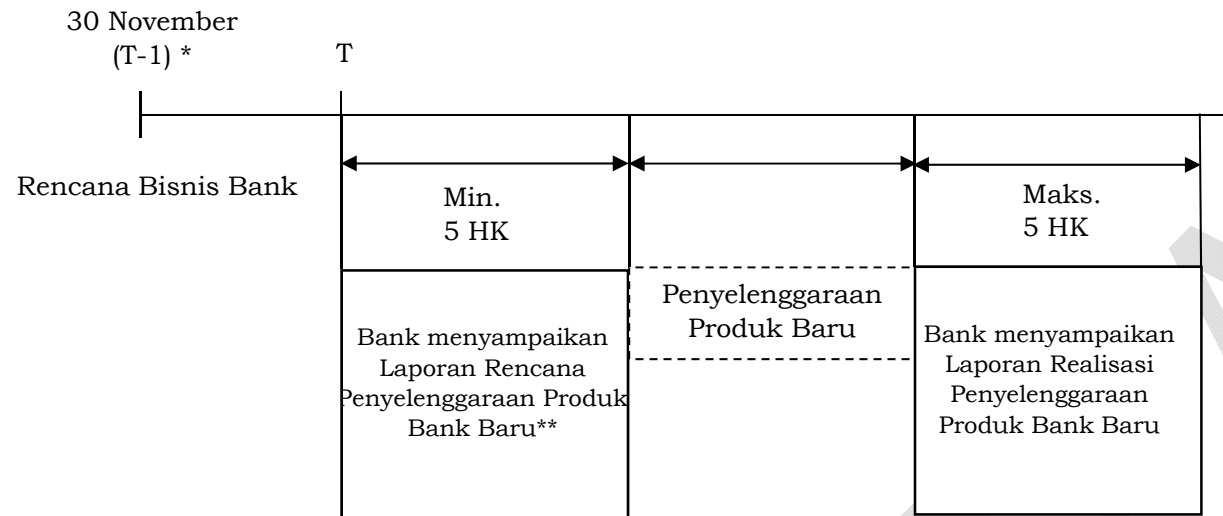 30 November
(T-1) *
T
Rencana Bisnis Bank
Min.
5 HK
Maks.
5 HK
Bank menyampaikan
Laporan Rencana
Penyelenggaraan Produk
Bank Baru**
Penyelenggaraan
Produk Baru
Bank menyampaikan
Laporan Realisasi
Penyelenggaraan
Produk Bank Baru